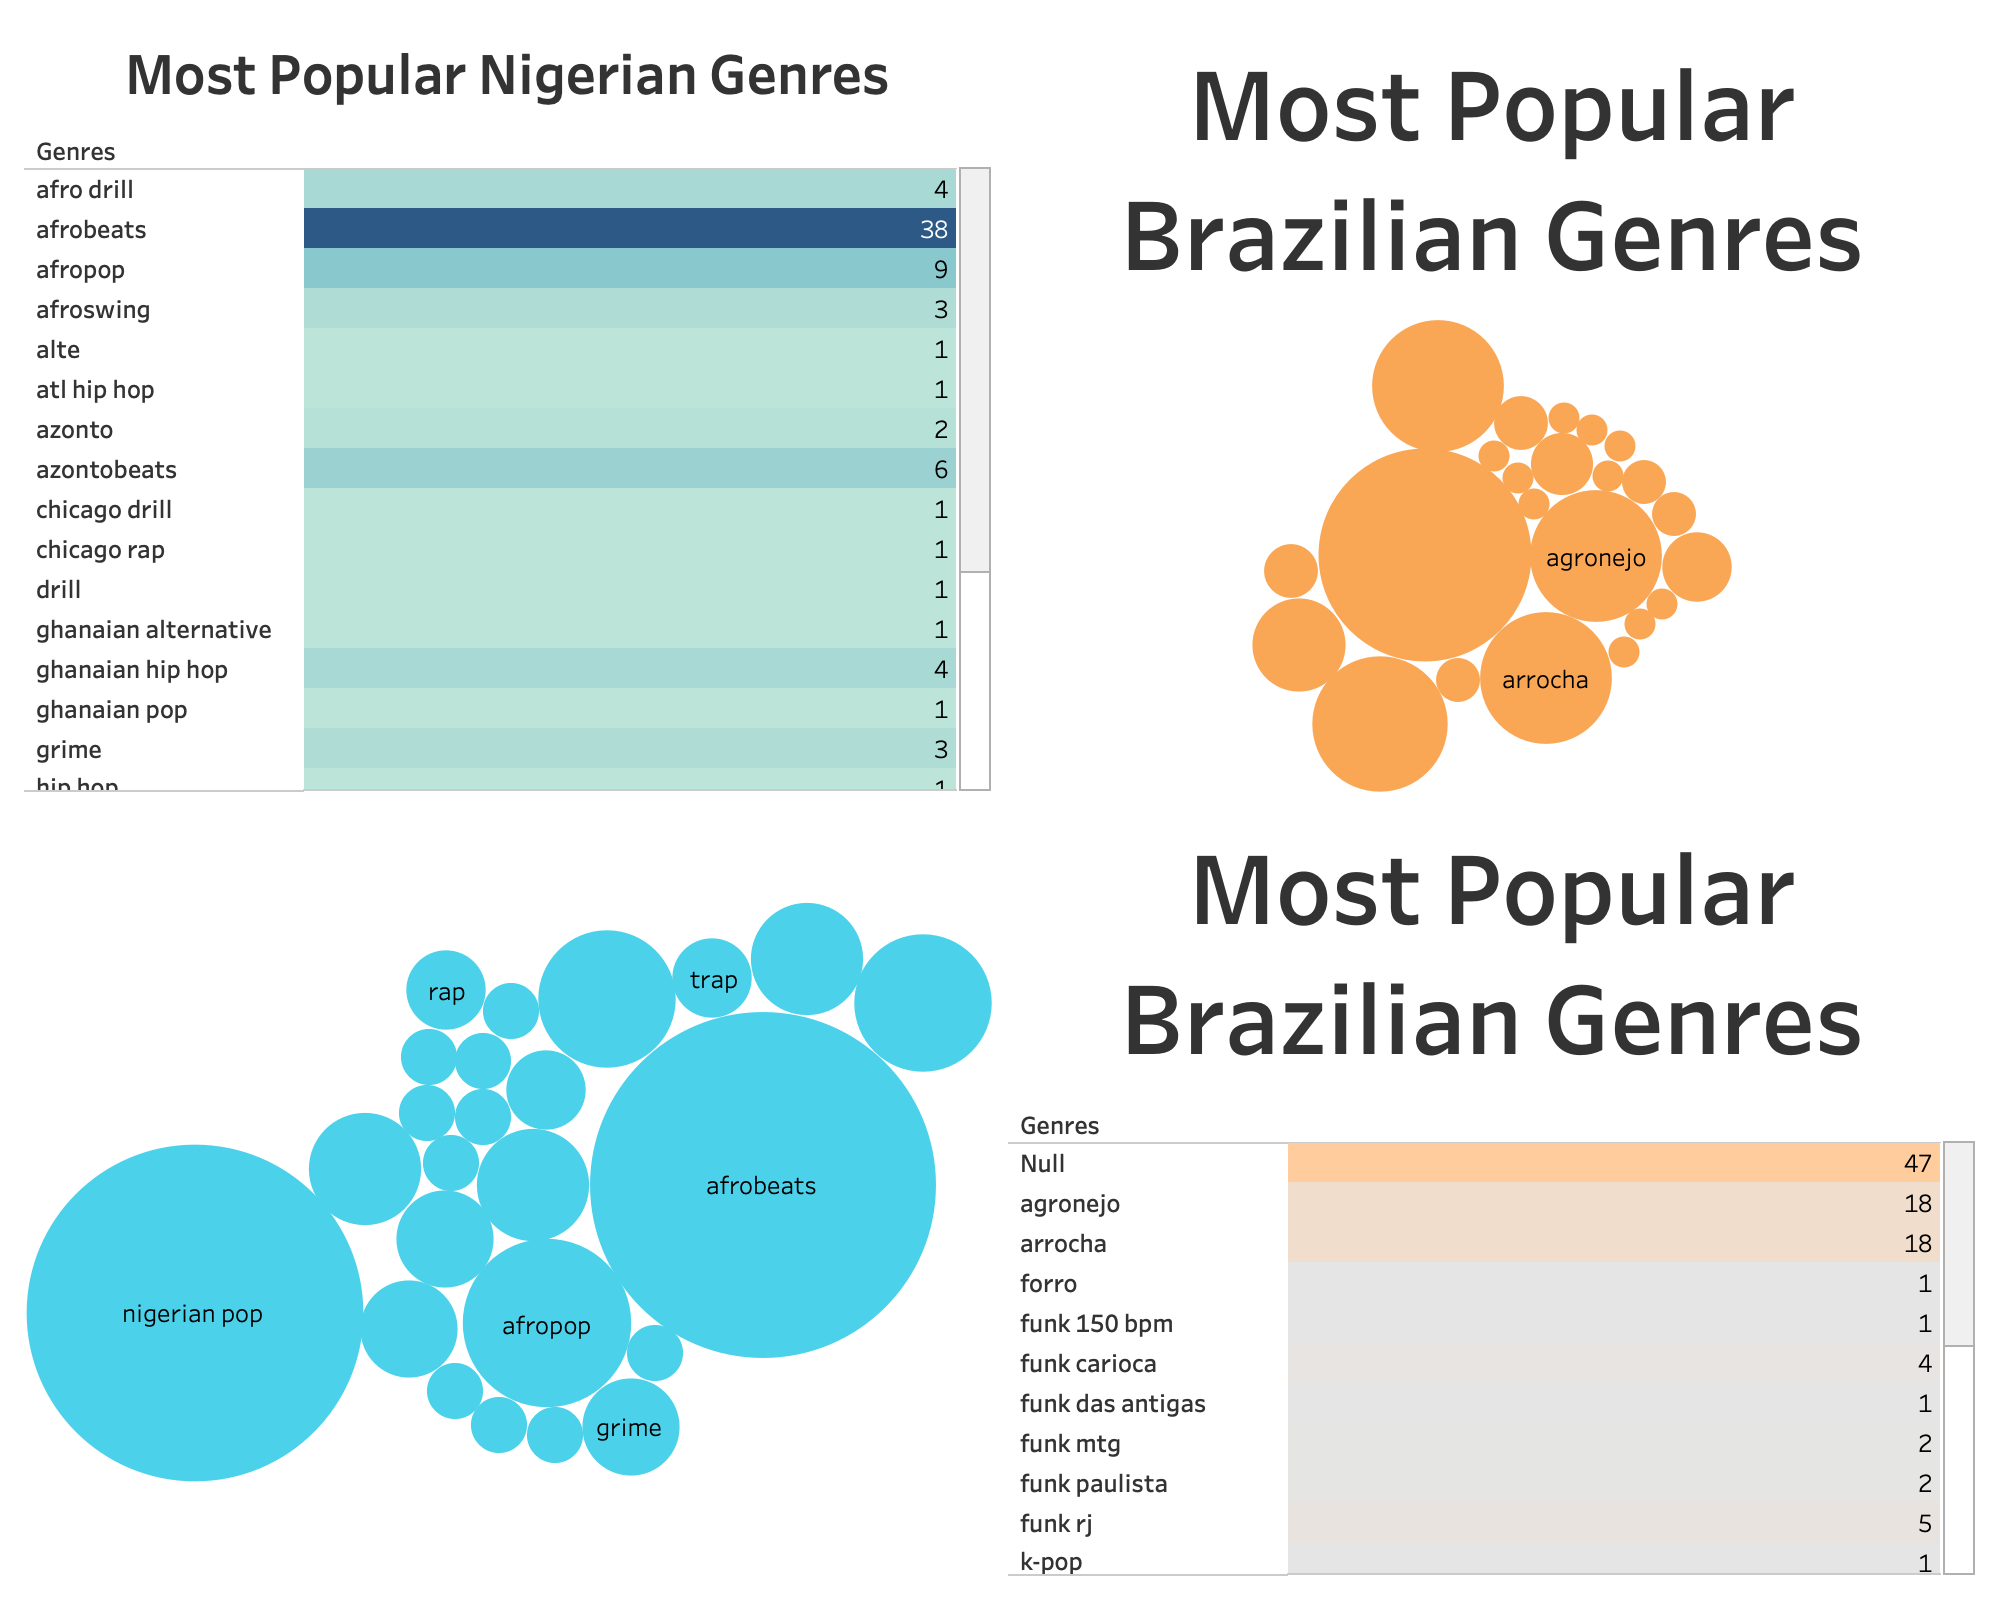 Most Popular Nigerian Genres
Genres
afro drill 4
afrobeats 38
afropop 9
afroswing 3
alte 1
atl hip hop 1
azonto 2
azontobeats 6
chicago drill 1
chicago rap 1
drill 1
ghanaian alternative 1
ghanaian hip hop 4
ghanaian pop 1
grime 3
hip hop 1
Most Popular
Brazilian Genres
agronejo
arrocha
rap
trap
afrobeats
nigerian pop
afropop
grime
Most Popular
Brazilian Genres
Genres
Null 47
agronejo 18
arrocha 18
forro 1
funk 150 bpm 1
funk carioca 4
funk das antigas 1
funk mtg 2
funk paulista 2
funk rj 5
k-pop 1